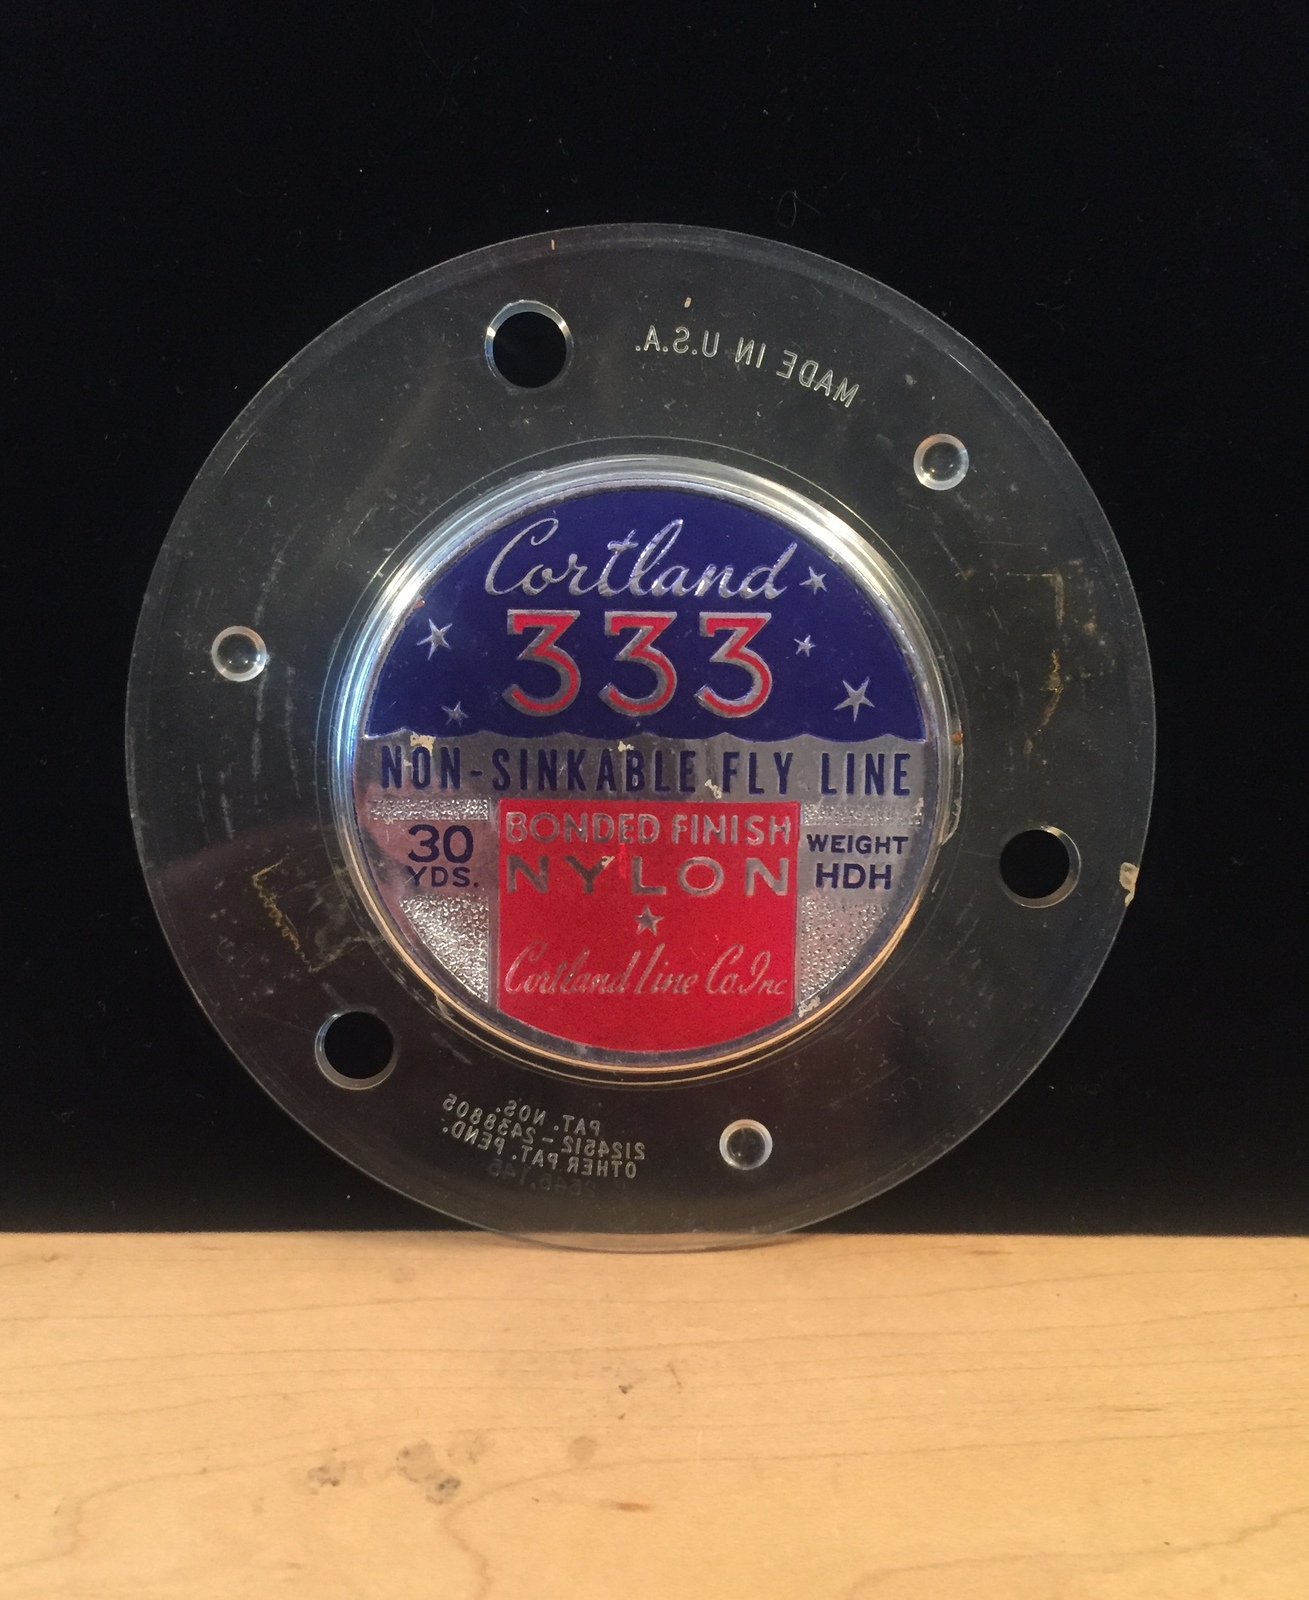 MADE IN U.S.A.
Cortland
333
NON-SINKABLE FLY LINE
BONDED FINISH
NYLON
30
YDS.
WEIGHT
HDH
Cortland Line Co. Inc
PAT. NOS.
2124512 - 2438805
OTHER PAT. PEND.